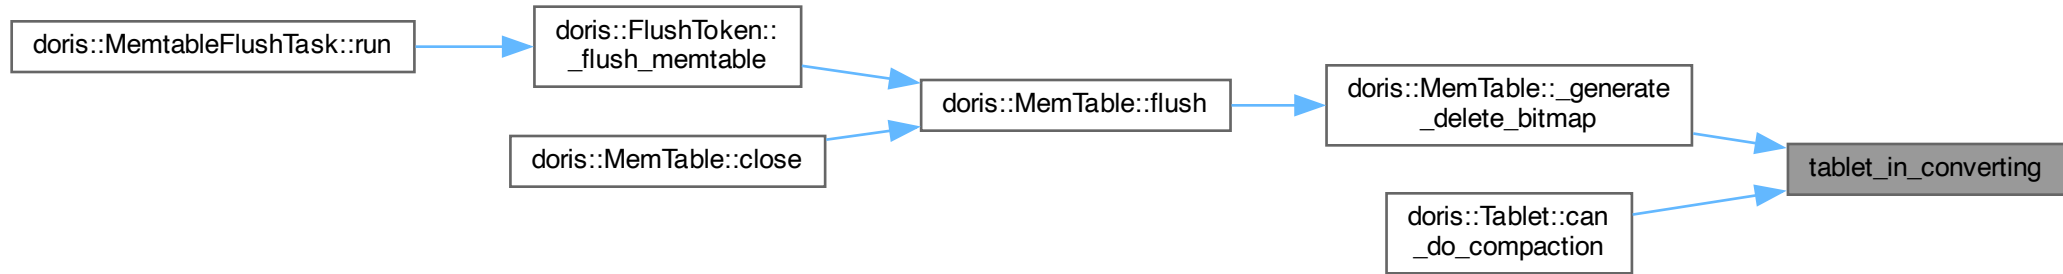 doris::MemtableFlushTask::run
doris::FlushToken::
_flush_memtable
doris::MemTable::close
doris::MemTable::flush
doris::MemTable::_generate
_delete_bitmap
doris::Tablet::can
_do_compaction
tablet_in_converting